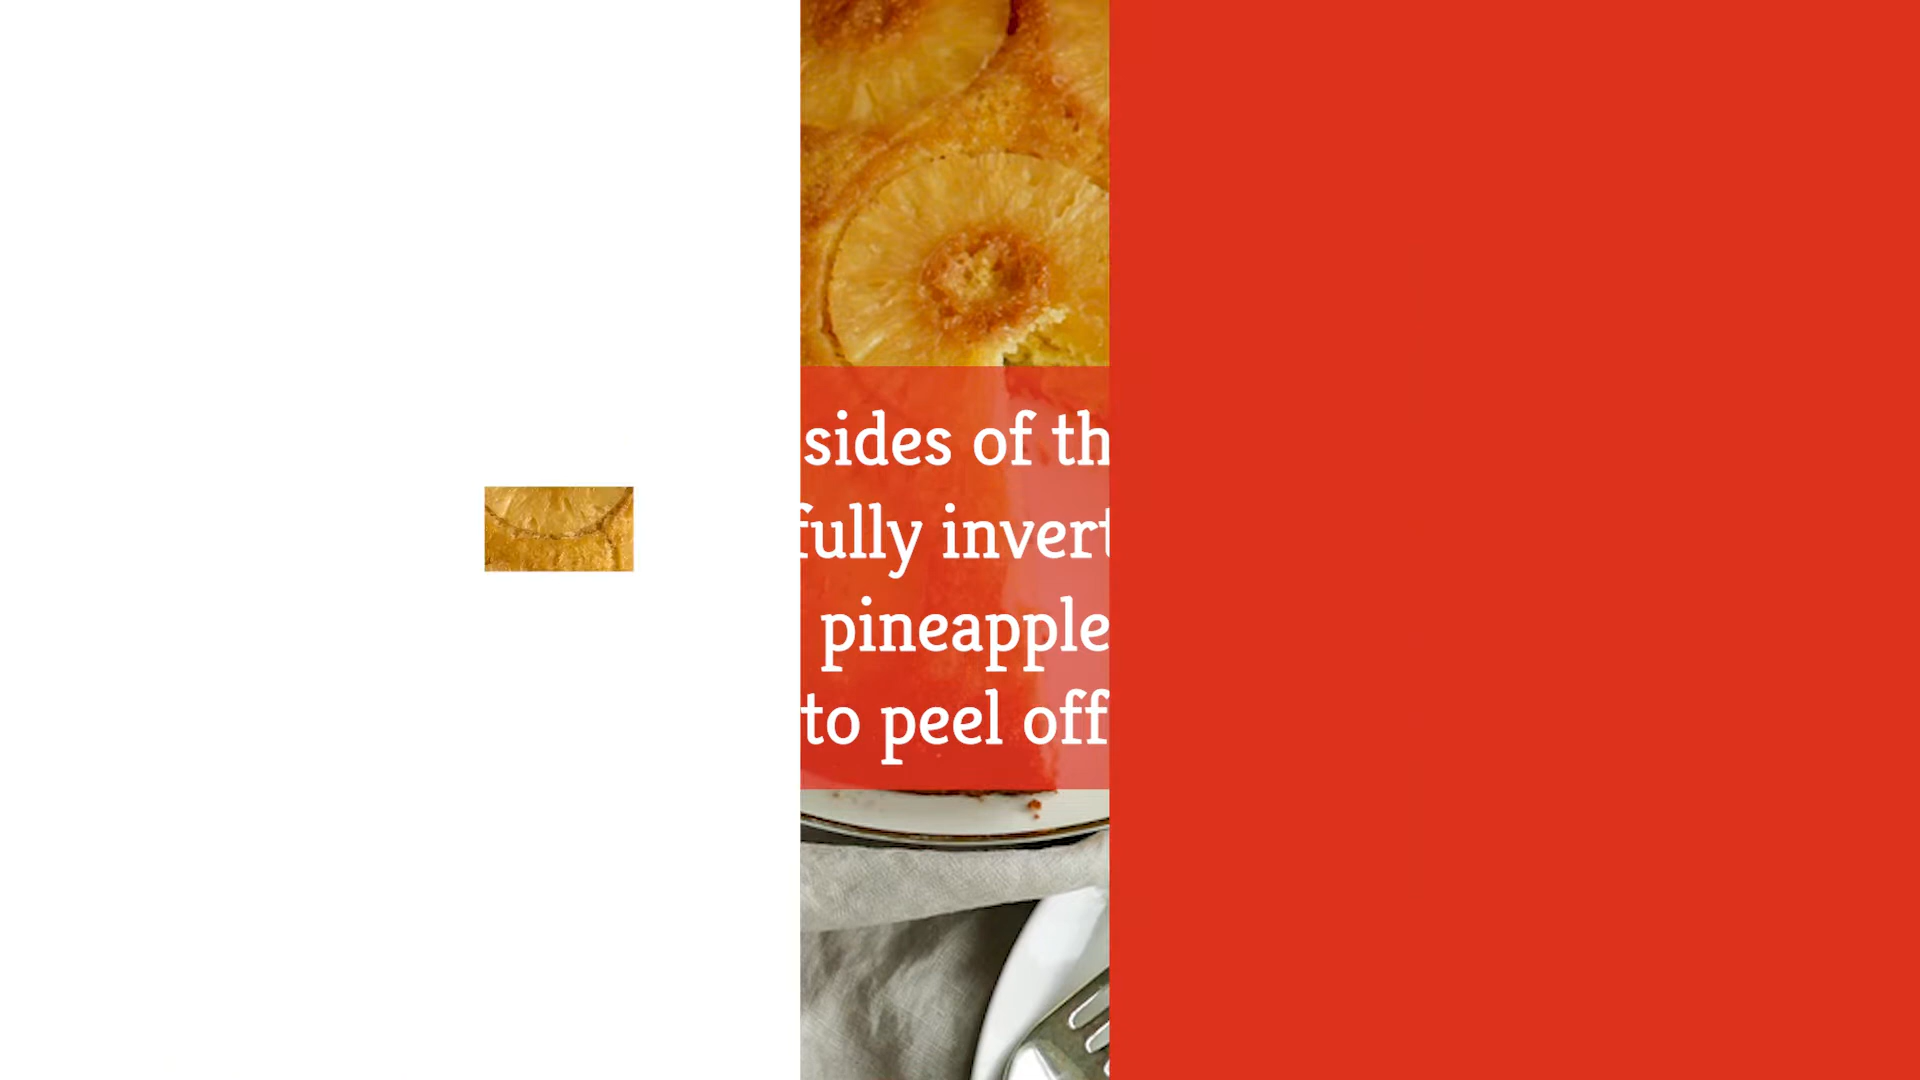 sides of th
fully invert
pineapple
to peel off